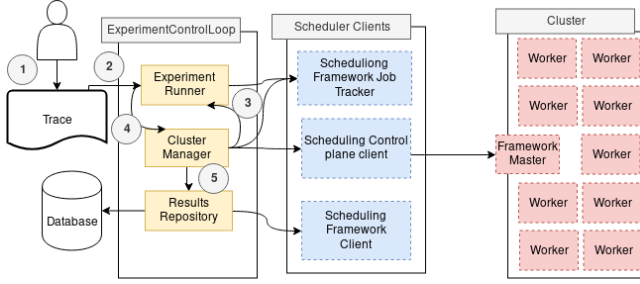 ExperimentControlLoop
Scheduler Clients
Cluster
1
2
Experiment
Runner
Scheduliong
Framework Job
Tracker
Worker
Worker
Trace
3
4
Worker
Worker
Cluster
Manager
Scheduling Control
plane client
Framework
Master
Worker
5
Database
Results
Repository
Scheduling
Framework
Client
Worker
Worker
Worker
Worker